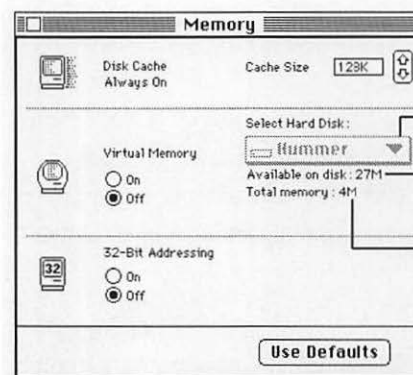 Memory
Disk Cache
Always On
Cache Size
128K
Select Hard Disk:
Hummer
Virtual Memory
On
Off
Available on disk: 27M
Total memory: 4M
32-Bit Addressing
32
On
Off
Use Defaults